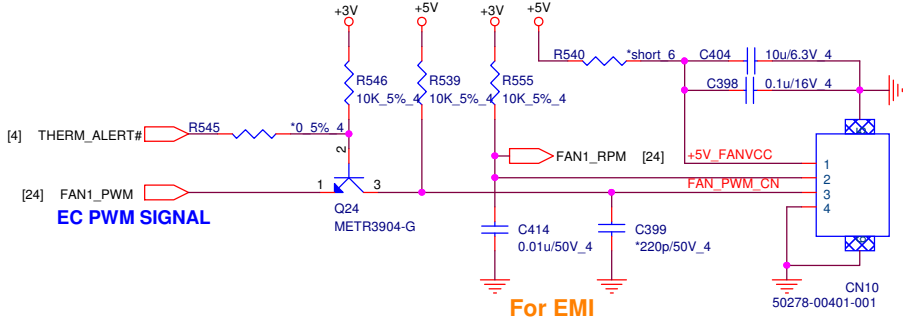 +3V
+5V
+3V
+5V
R540
*short_6
C404
10u/6.3V_4
R546
10K_5%_4
R539
10K_5%_4
R555
10K_5%_4
C398
0.1u/16V_4
[4] THERM_ALERT#
R545
*0_5%_4
2
FAN1_RPM [24]
+5V_FANVCC
1
[24] FAN1_PWM
1
3
FAN_PWM_CN
2
3
4
EC PWM SIGNAL
Q24
METR3904-G
C414
0.01u/50V_4
C399
*220p/50V_4
For EMI
CN10
50278-00401-001